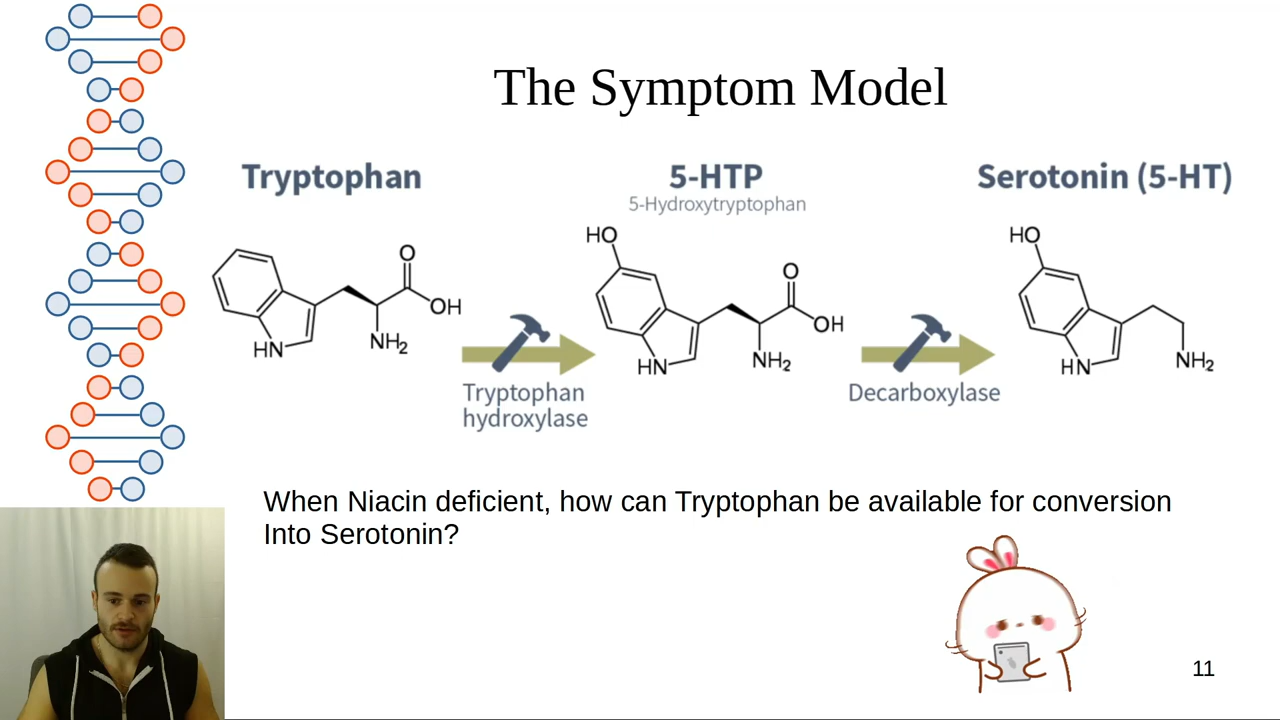 The Symptom Model
Tryptophan
5-HTP
5-Hydroxytryptophan
Serotonin (5-HT)
O
OH
NH₂
HN
Tryptophan
hydroxylase
HO
O
OH
NH₂
HN
Decarboxylase
HO
NH₂
HN
When Niacin deficient, how can Tryptophan be available for conversion
Into Serotonin?
11